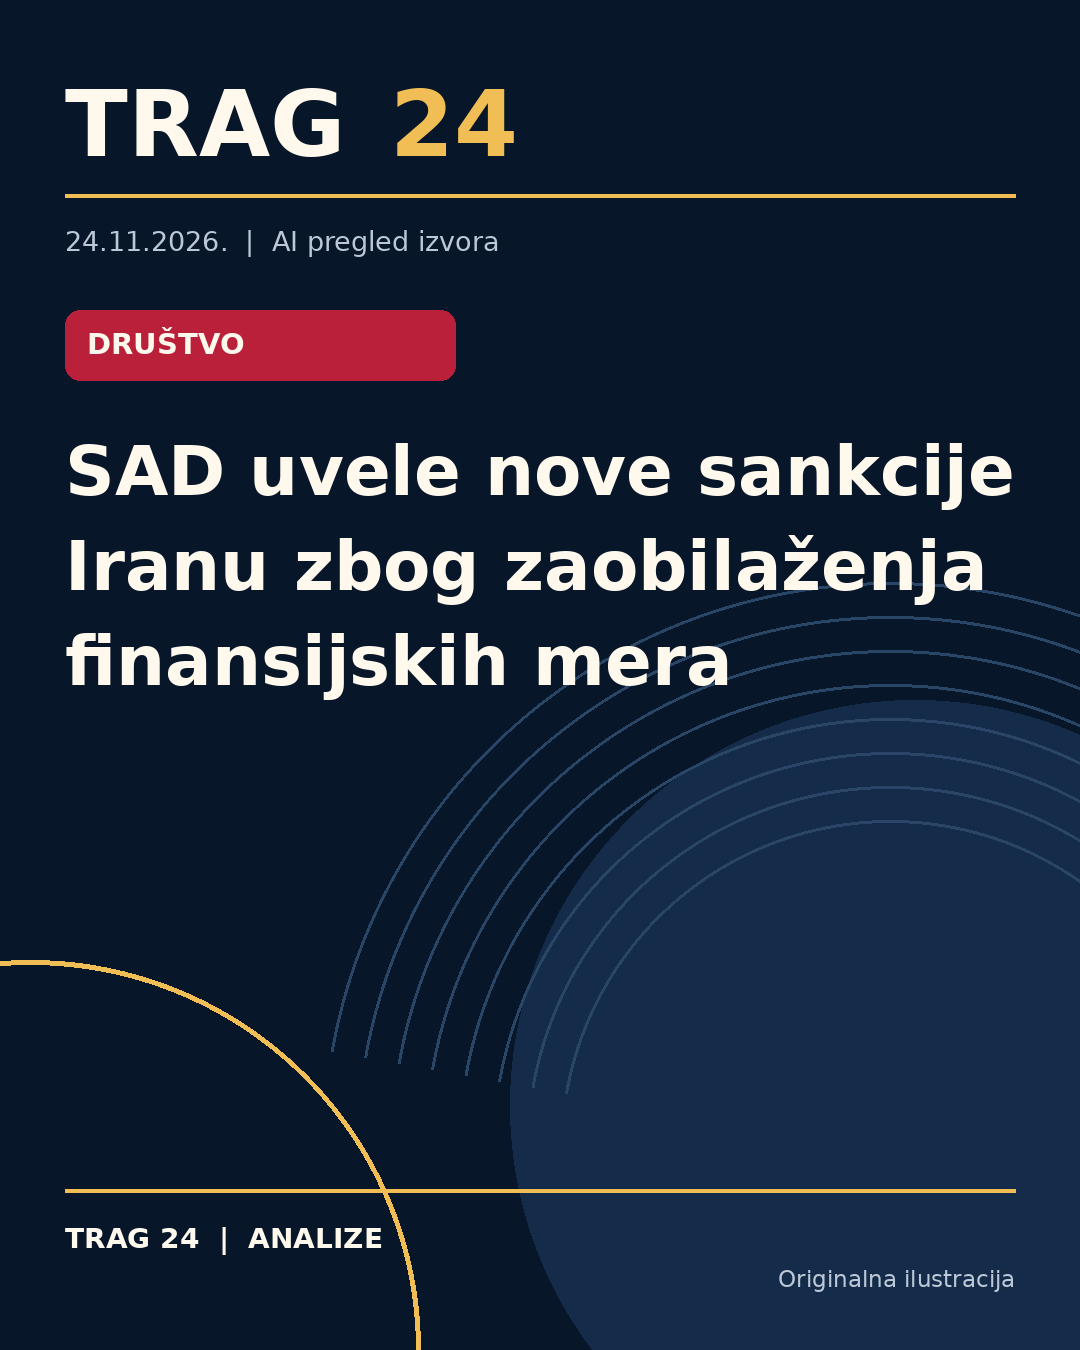 TRAG 24
24.11.2026. | AI pregled izvora
DRUŠTVO
SAD uvele nove sankcije
Iranu zbog zaobilaženja
finansijskih mera
TRAG 24 | ANALIZE
Originalna ilustracija